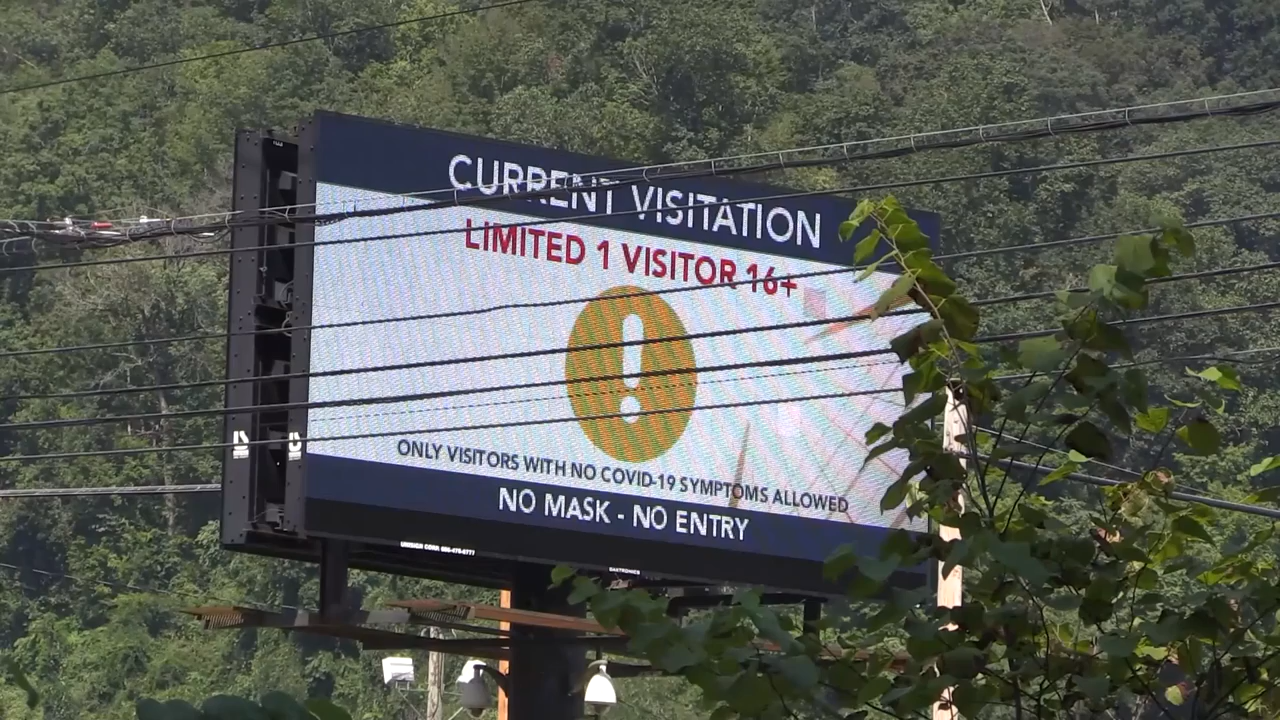 CURRENT VISITATION
LIMITED 1 VISITOR 16+
ONLY VISITORS WITH NO COVID-19 SYMPTOMS ALLOWED
NO MASK - NO ENTRY